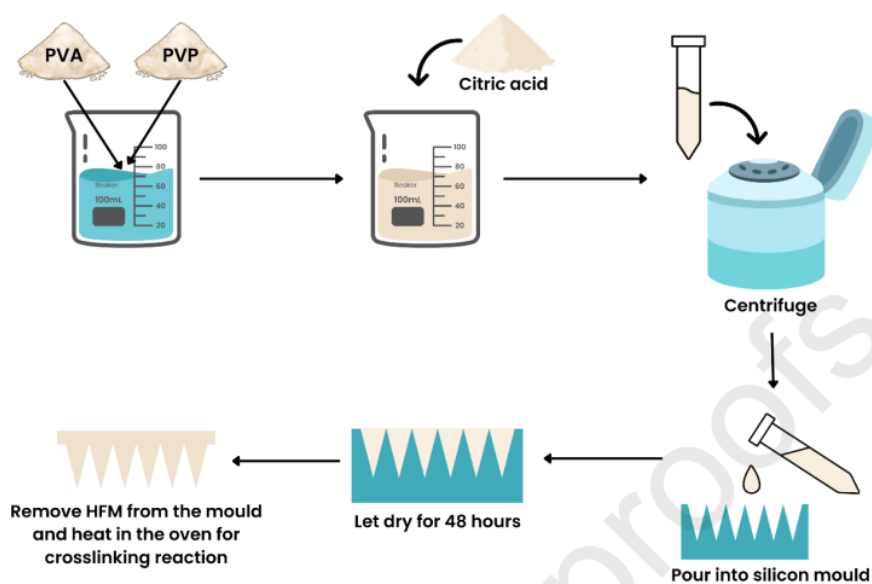 PVA
PVP
Citric acid
100
80
60
40
20
Beaker
100mL
100
80
60
40
20
Beaker
100mL
Centrifuge
Remove HFM from the mould
and heat in the oven for
crosslinking reaction
Let dry for 48 hours
Pour into silicon mould
proofs